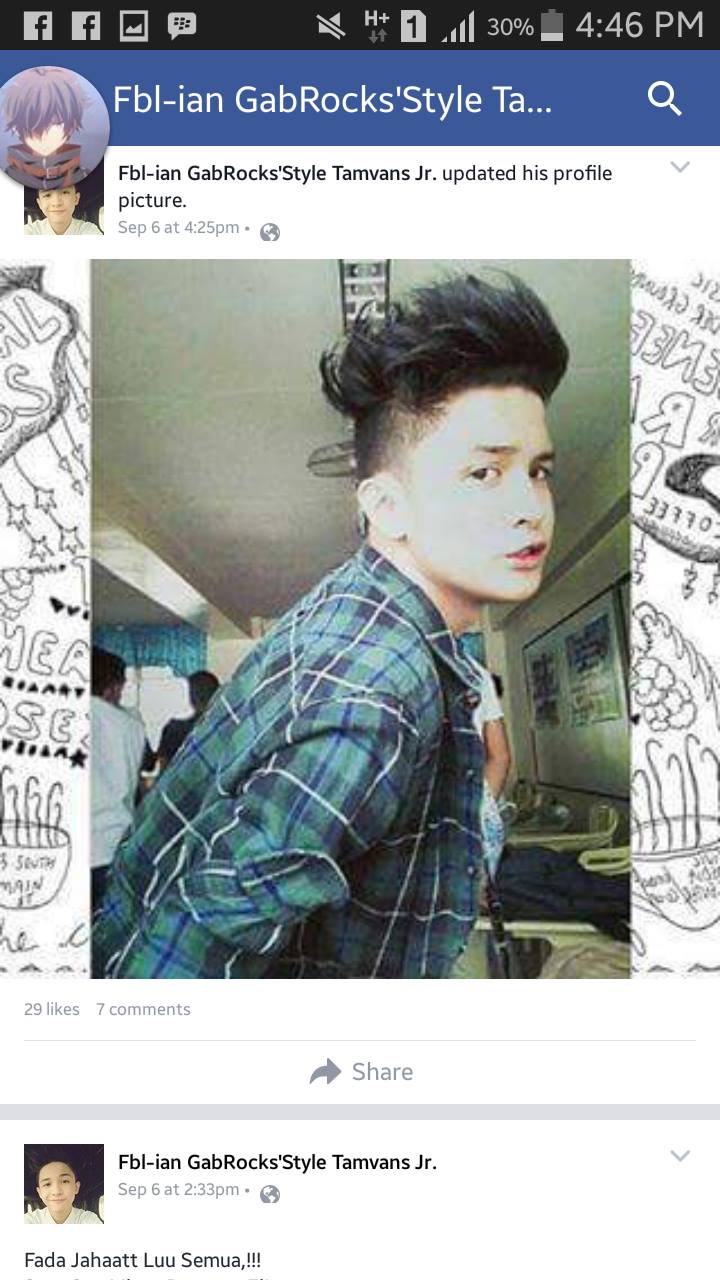 H+ 1 30% 4:46 PM
Fbl-ian GabRocks'Style Ta...
Fbl-ian GabRocks'Style Tamvans Jr. updated his profile
picture.
Sep 6 at 4:25pm •
29 likes 7 comments
Share
Fbl-ian GabRocks'Style Tamvans Jr.
Sep 6 at 2:33pm •
Fada Jahaatt Luu Semua,!!!